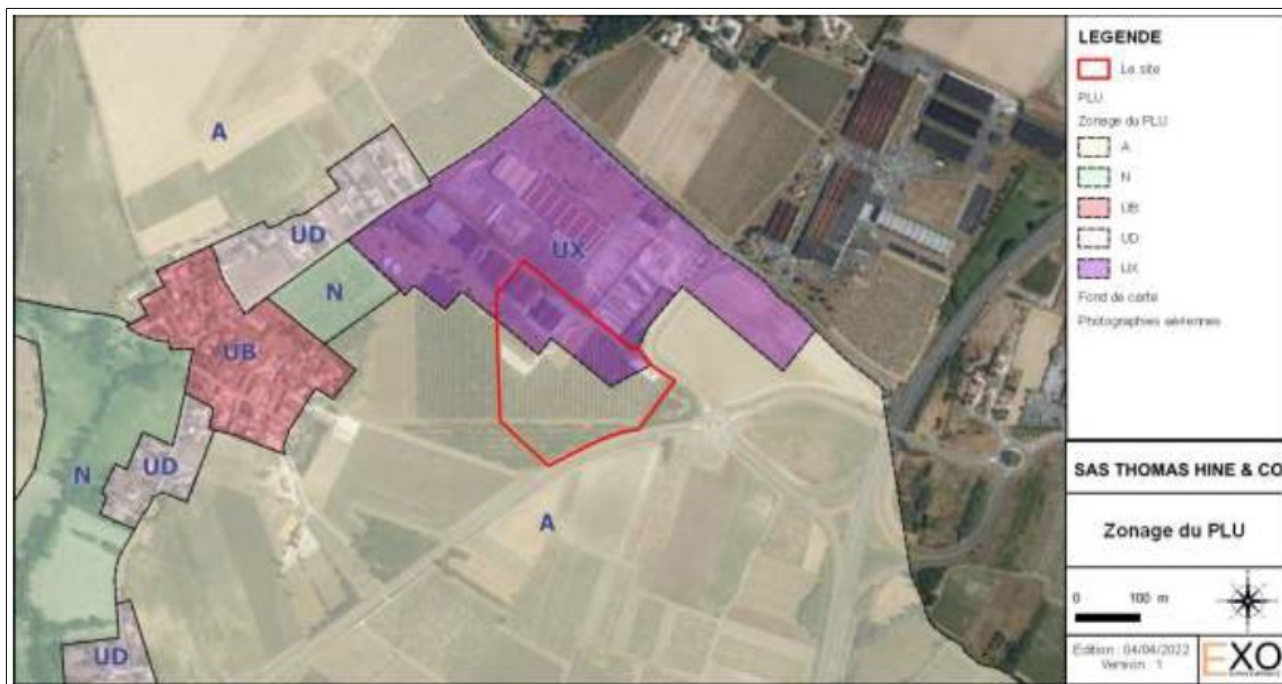 A
UD
UX
N
UB
N
UD
A
UD
LEGENDE
Le site
PLU
Zonage du PLU
A
N
UB
UD
UX
Fond de carte
Photographies aériennes
SAS THOMAS HINE & CO
Zonage du PLU
0 100 m
Edition : 04/04/2022
Version : 1
EXO